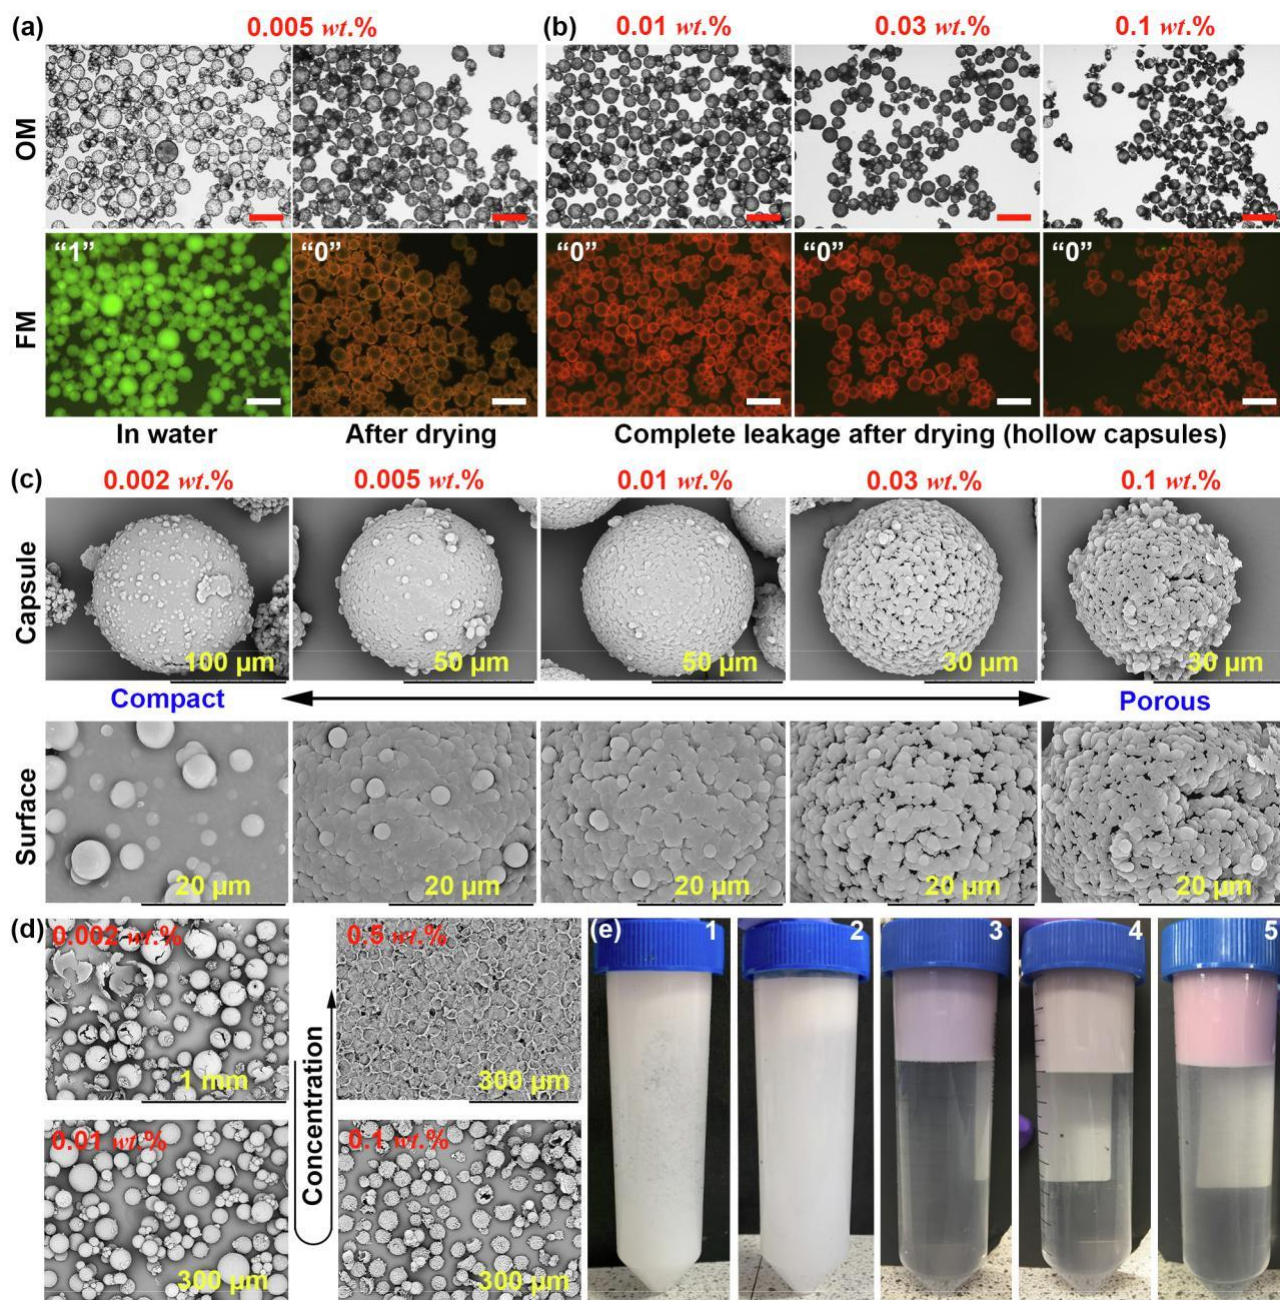 (a)
0.005 wt.%
(b)
0.01 wt.%
0.03 wt.%
0.1 wt.%
OM
FM
“1”
“0”
“0”
“0”
“0”
In water
After drying
Complete leakage after drying (hollow capsules)
(c)
0.002 wt.%
0.005 wt.%
0.01 wt.%
0.03 wt.%
0.1 wt.%
Capsule
100 µm
50 µm
50 µm
30 µm
30 µm
Compact
Porous
Surface
20 µm
20 µm
20 µm
20 µm
20 µm
(d)
0.002 wt.%
1 mm
0.5 wt.%
300 µm
0.01 wt.%
300 µm
Concentration
0.1 wt.%
300 µm
(e)
1
2
3
4
5